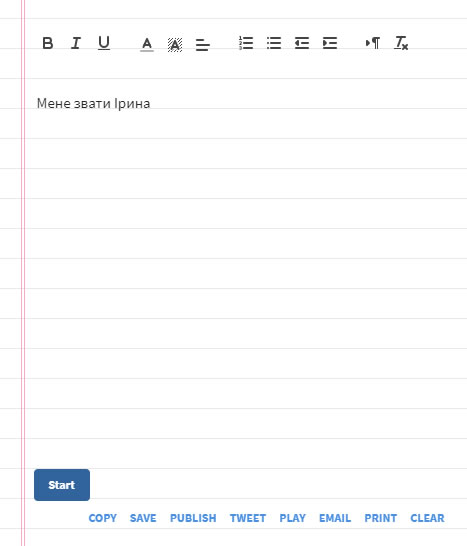 Мене звати Ірина
Start
COPY SAVE PUBLISH TWEET PLAY EMAIL PRINT CLEAR